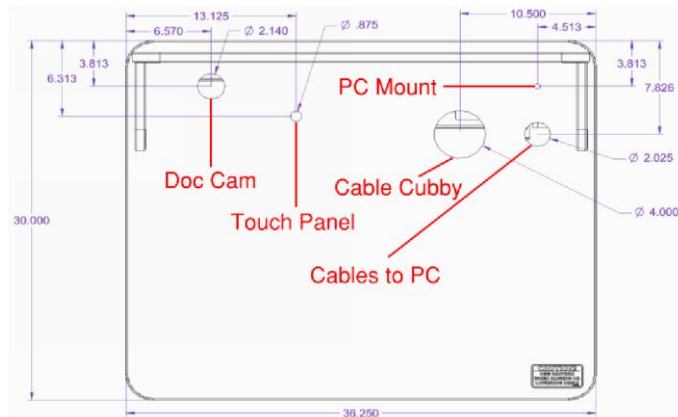 13.125
10.500
6.570
∅ 2.140
∅ .875
4.513
3.813
6.313
PC Mount
3.813
7.826
Doc Cam
Cable Cubby
∅ 2.025
Touch Panel
∅ 4.000
30.000
Cables to PC
36.250